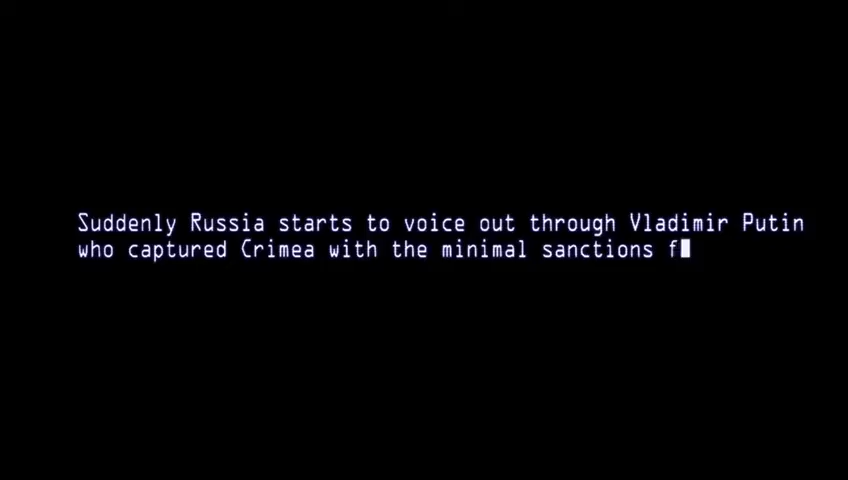 Suddenly Russia starts to voice out through Vladimir Putin
who captured Crimea with the minimal sanctions f